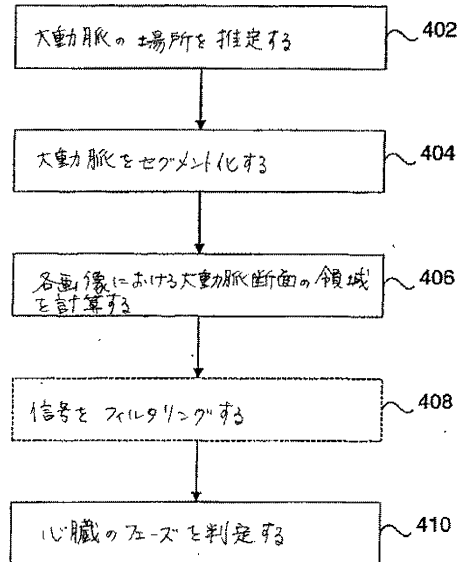 大動脈の場所を推定する
402
大動脈をセグメント化する
404
各画像における大動脈断面の領域
を計算する
406
信号をフィルタリングする
408
心臓のフェーズを判定する
410